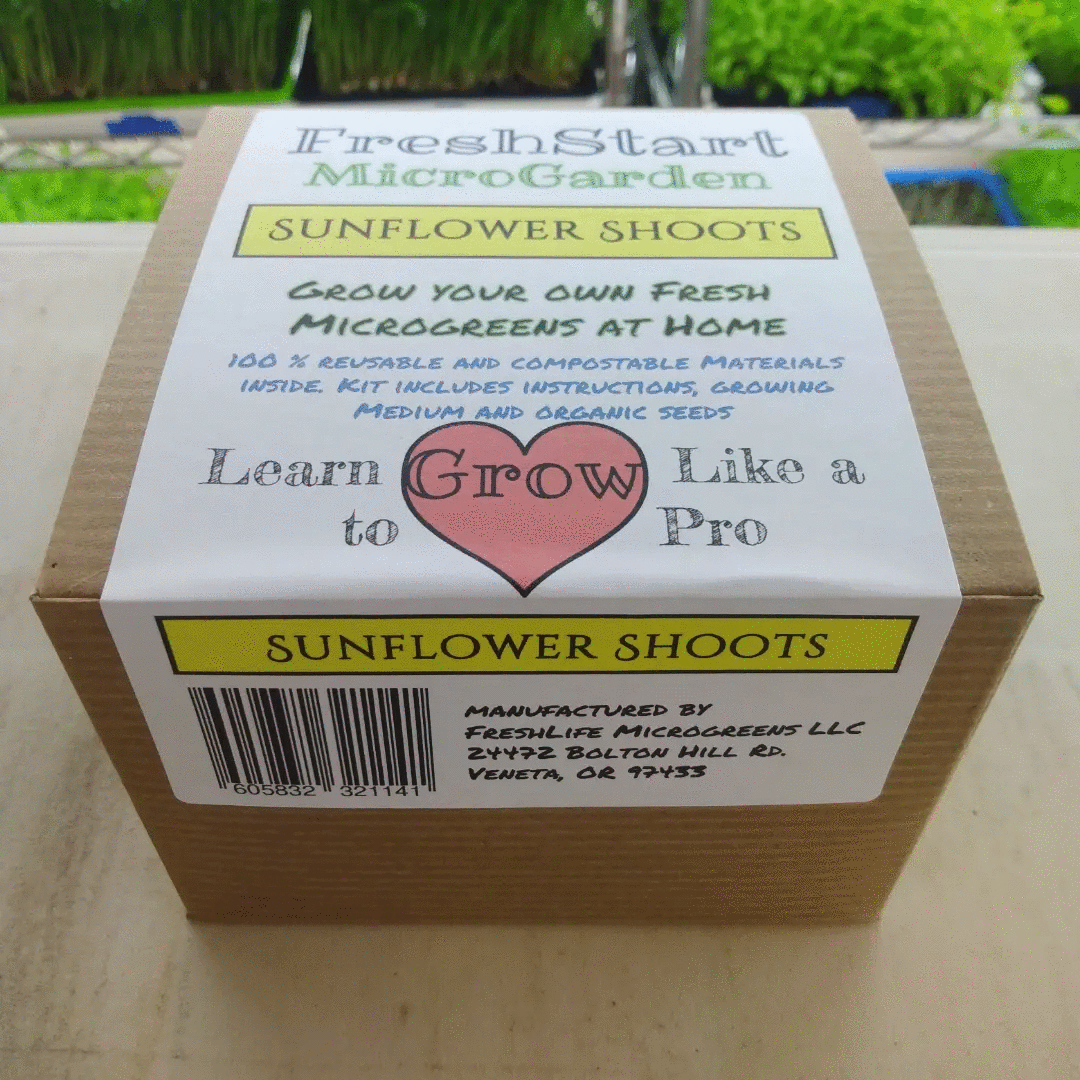 FreshStart
MicroGarden
Sunflower Shoots
Grow your own Fresh
Microgreens at Home
100 % reusable and compostable Materials
inside. Kit includes instructions, growing
Medium and organic seeds
Learn Grow Like a
to Pro
Sunflower Shoots
manufactured by
FreshLife Microgreens LLC
24472 Bolton Hill Rd.
Veneta, OR 97433
605832 321141